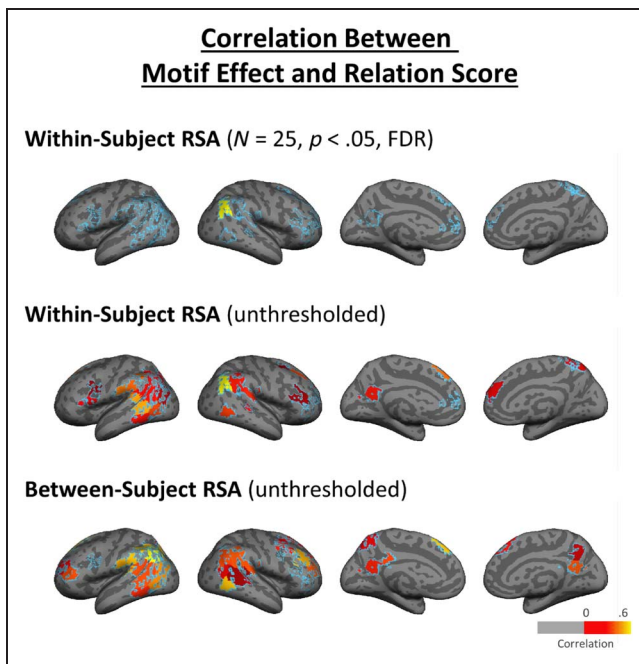 Correlation Between
Motif Effect and Relation Score
Within-Subject RSA (N = 25, p < .05, FDR)
Within-Subject RSA (unthresholded)
Between-Subject RSA (unthresholded)
0 .6
Correlation